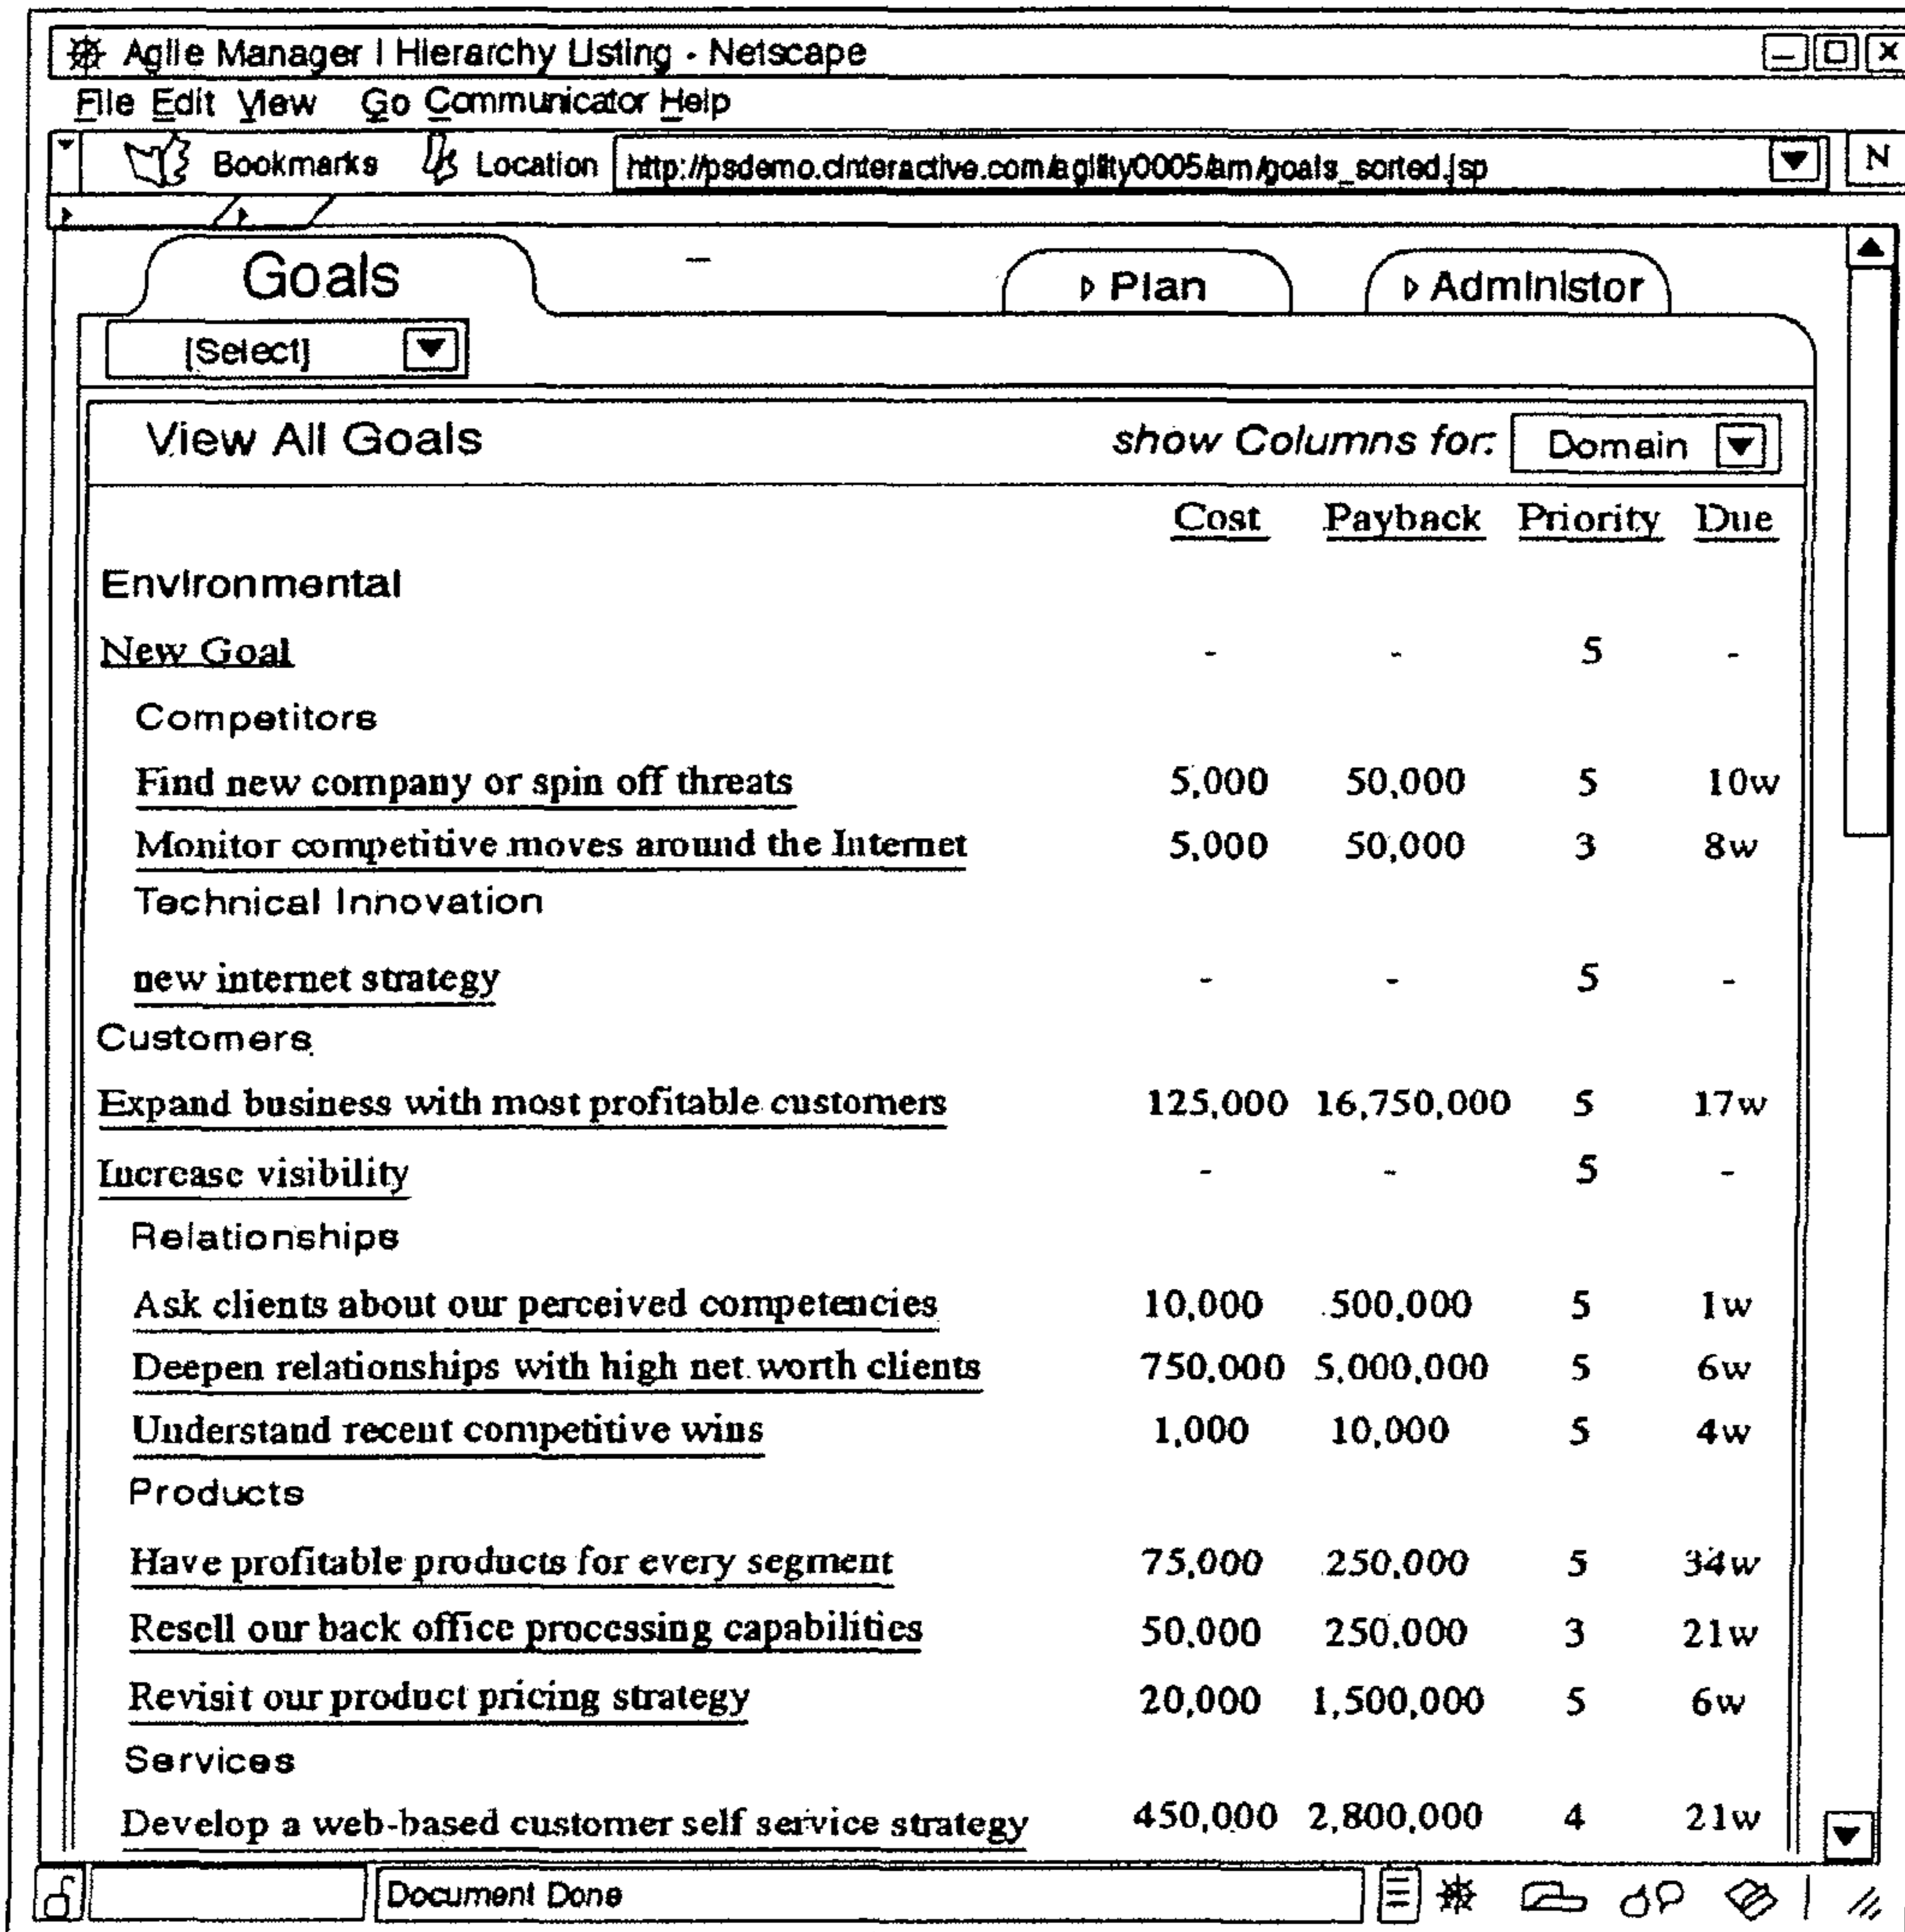 Agile Manager | Hierarchy Listing - Netscape
File Edit View Go Communicator Help
Bookmarks Location http://psdemo.cinteractive.com/agility0005/am/goals_sorted.jsp N
Goals Plan Administor
[Select]
View All Goals show Columns for: Domain
Cost Payback Priority Due
Environmental
New Goal - - 5 -
Competitors
Find new company or spin off threats 5,000 50,000 5 10w
Monitor competitive moves around the Internet 5,000 50,000 3 8w
Technical Innovation
new internet strategy - - 5 -
Customers
Expand business with most profitable customers 125,000 16,750,000 5 17w
Increase visibility - - 5 -
Relationships
Ask clients about our perceived competencies 10,000 500,000 5 1w
Deepen relationships with high net worth clients 750,000 5,000,000 5 6w
Understand recent competitive wins 1,000 10,000 5 4w
Products
Have profitable products for every segment 75,000 250,000 5 34w
Resell our back office processing capabilities 50,000 250,000 3 21w
Revisit our product pricing strategy 20,000 1,500,000 5 6w
Services
Develop a web-based customer self service strategy 450,000 2,800,000 4 21w
Document Done